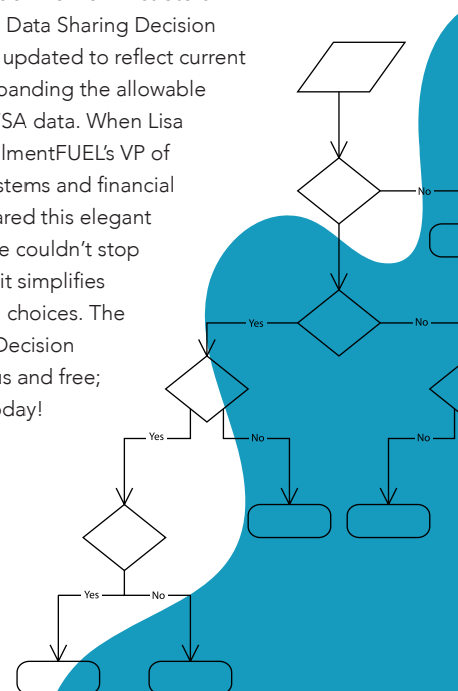 Data Sharing Decision
updated to reflect current
panding the allowable
SA data. When Lisa
lmentFUEL’s VP of
stems and financial
ared this elegant
e couldn’t stop
it simplifies
choices. The
Decision
us and free;
oday!
No
Yes
No
Yes
No
No
Yes
No